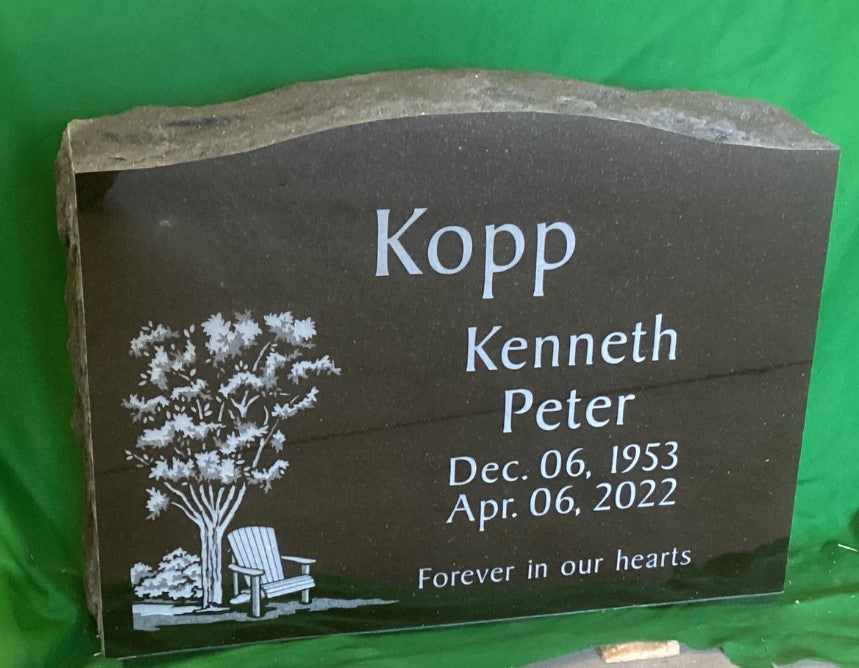 Kopp
Kenneth
Peter
Dec. 06, 1953
Apr. 06, 2022
Forever in our hearts